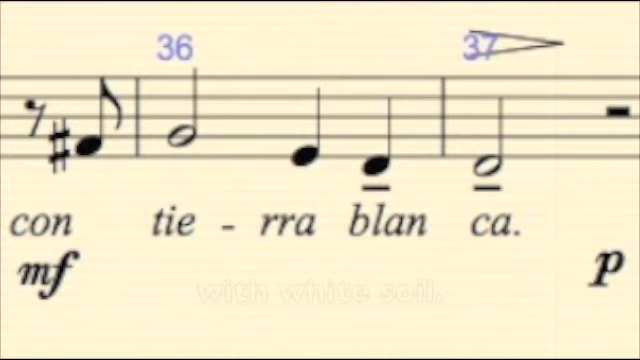 36 37
con tie - rra blan ca.
mf p
with white soil.